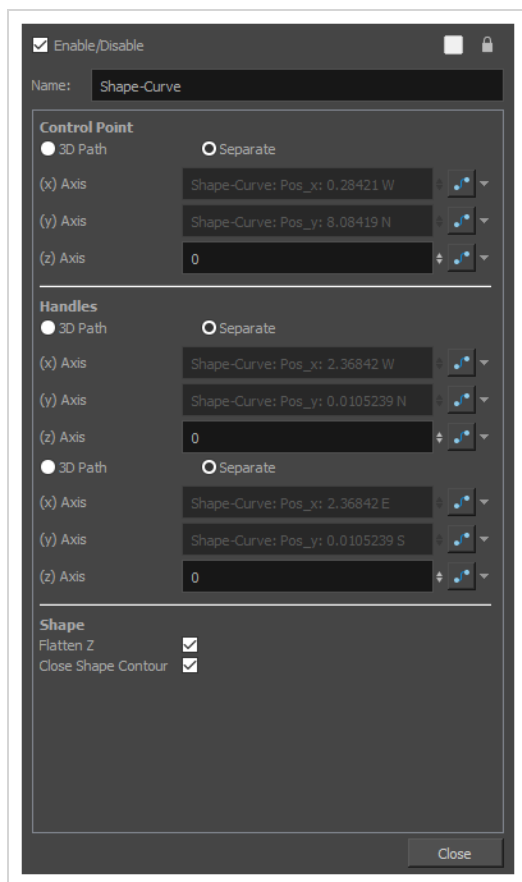 Enable/Disable
Name: Shape-Curve
Control Point
3D Path Separate
(x) Axis Shape-Curve: Pos_x: 0.28421 W
(y) Axis Shape-Curve: Pos_y: 8.08419 N
(z) Axis 0
Handles
3D Path Separate
(x) Axis Shape-Curve: Pos_x: 2.36842 W
(y) Axis Shape-Curve: Pos_y: 0.0105239 N
(z) Axis 0
3D Path Separate
(x) Axis Shape-Curve: Pos_x: 2.36842 E
(y) Axis Shape-Curve: Pos_y: 0.0105239 S
(z) Axis 0
Shape
Flatten Z
Close Shape Contour
Close